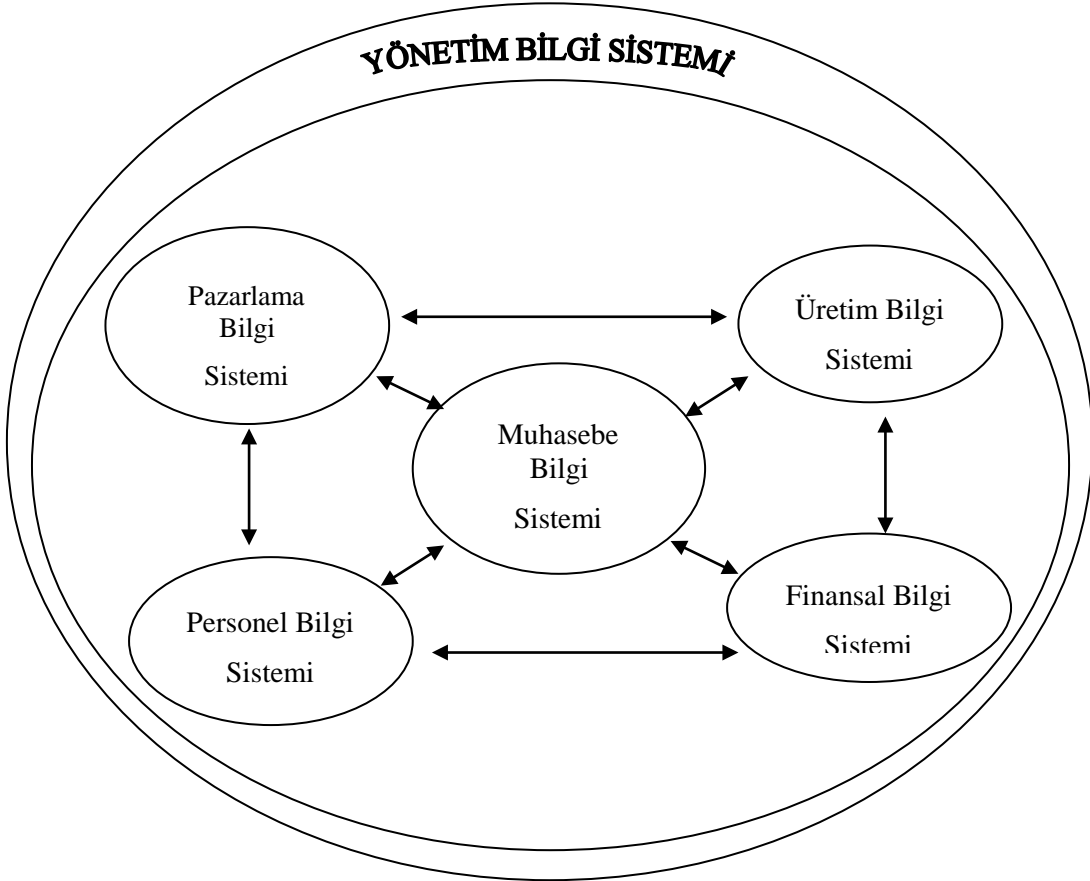 YÖNETİM BİLGİ SİSTEMİ
Pazarlama
Bilgi
Sistemi
Üretim Bilgi
Sistemi
Muhasebe
Bilgi
Sistemi
Personel Bilgi
Sistemi
Finansal Bilgi
Sistemi